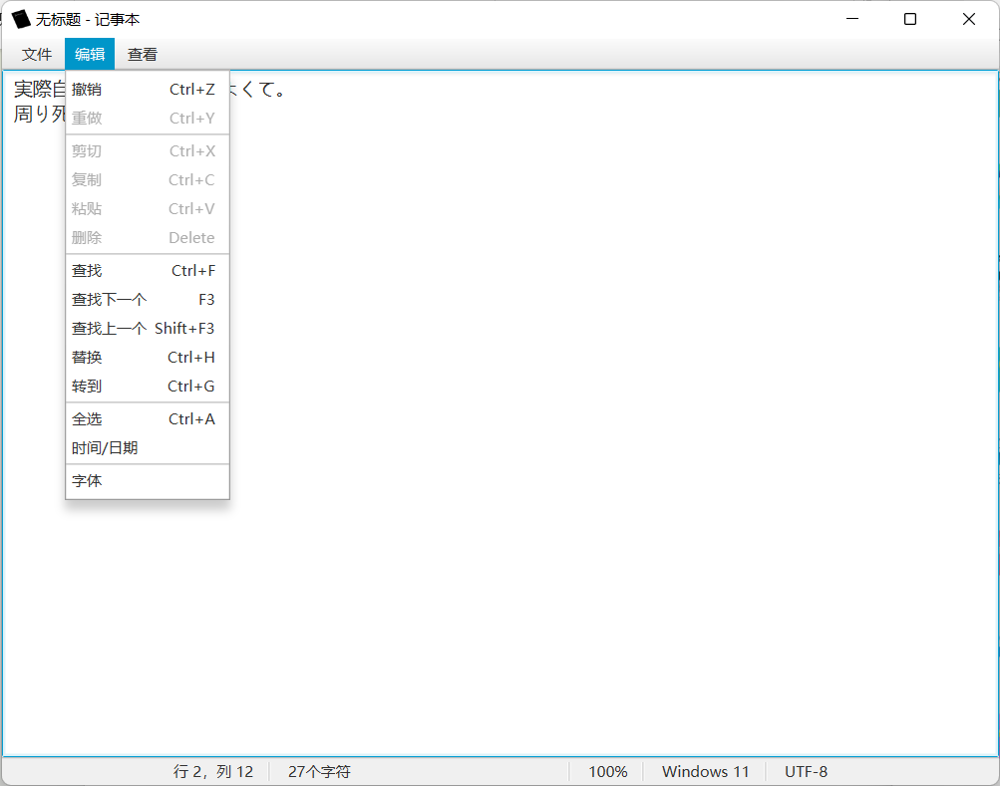 无标题 - 记事本
文件 编辑 查看
実際自 よくて。
周り死
撤销 Ctrl+Z
重做 Ctrl+Y
剪切 Ctrl+X
复制 Ctrl+C
粘贴 Ctrl+V
删除 Delete
查找 Ctrl+F
查找下一个 F3
查找上一个 Shift+F3
替换 Ctrl+H
转到 Ctrl+G
全选 Ctrl+A
时间/日期
字体
行 2，列 12 27个字符 100% Windows 11 UTF-8